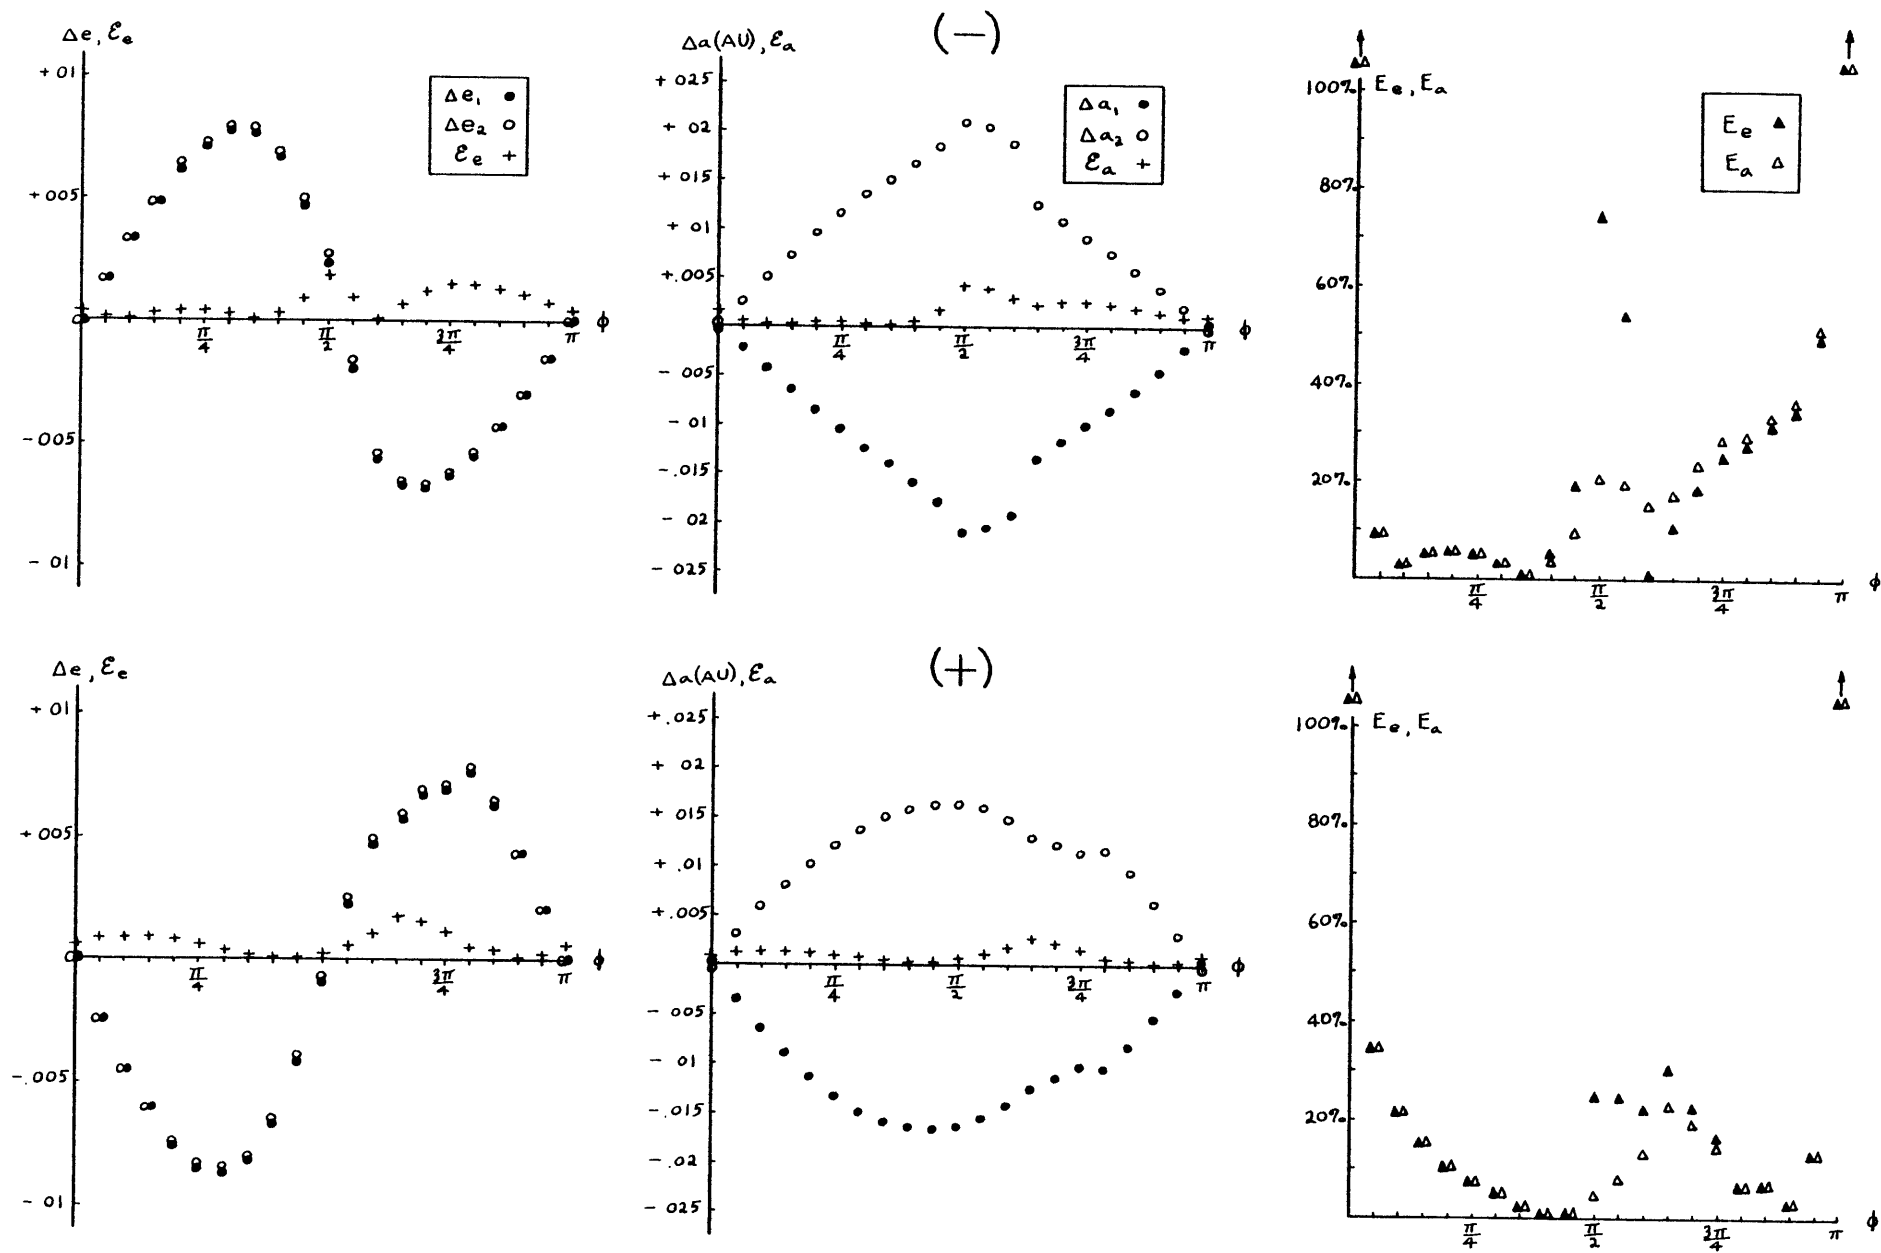 Δe, ℰe
+ 01
+ 005
- 005
- 01
Δe₁ ●
Δe₂ ○
ℰe +
π/4
π/2
3π/4
π
ϕ
(−)
Δa(AU), ℰa
+ 025
+ 02
+ 015
+ 01
+ .005
- 005
- 01
- .015
- 02
- 025
Δa₁ ●
Δa₂ ○
ℰa +
π/4
π/2
3π/4
π
ϕ
Ee, Ea
100%
80%
60%
40%
20%
Ee ▲
Ea △
π/4
π/2
3π/4
π
ϕ
Δe, ℰe
+ 01
+ 005
- .005
- 01
π/4
π/2
3π/4
π
ϕ
(+)
Δa(AU), ℰa
+ .025
+ 02
+ 015
+ .01
+ .005
- 005
- 01
- .015
- .02
- 025
π/4
π/2
3π/4
π
ϕ
Ee, Ea
100%
80%
60%
40%
20%
π/4
π/2
3π/4
π
ϕ